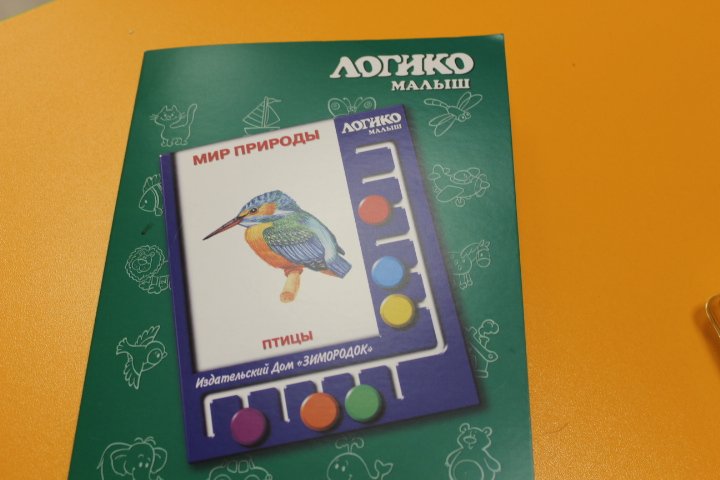 ЛОГИКО
МАЛЫШ
ЛОГИКО
МАЛЫШ
МИР ПРИРОДЫ
ПТИЦЫ
Издательский Дом «ЗИМОРОДОК»